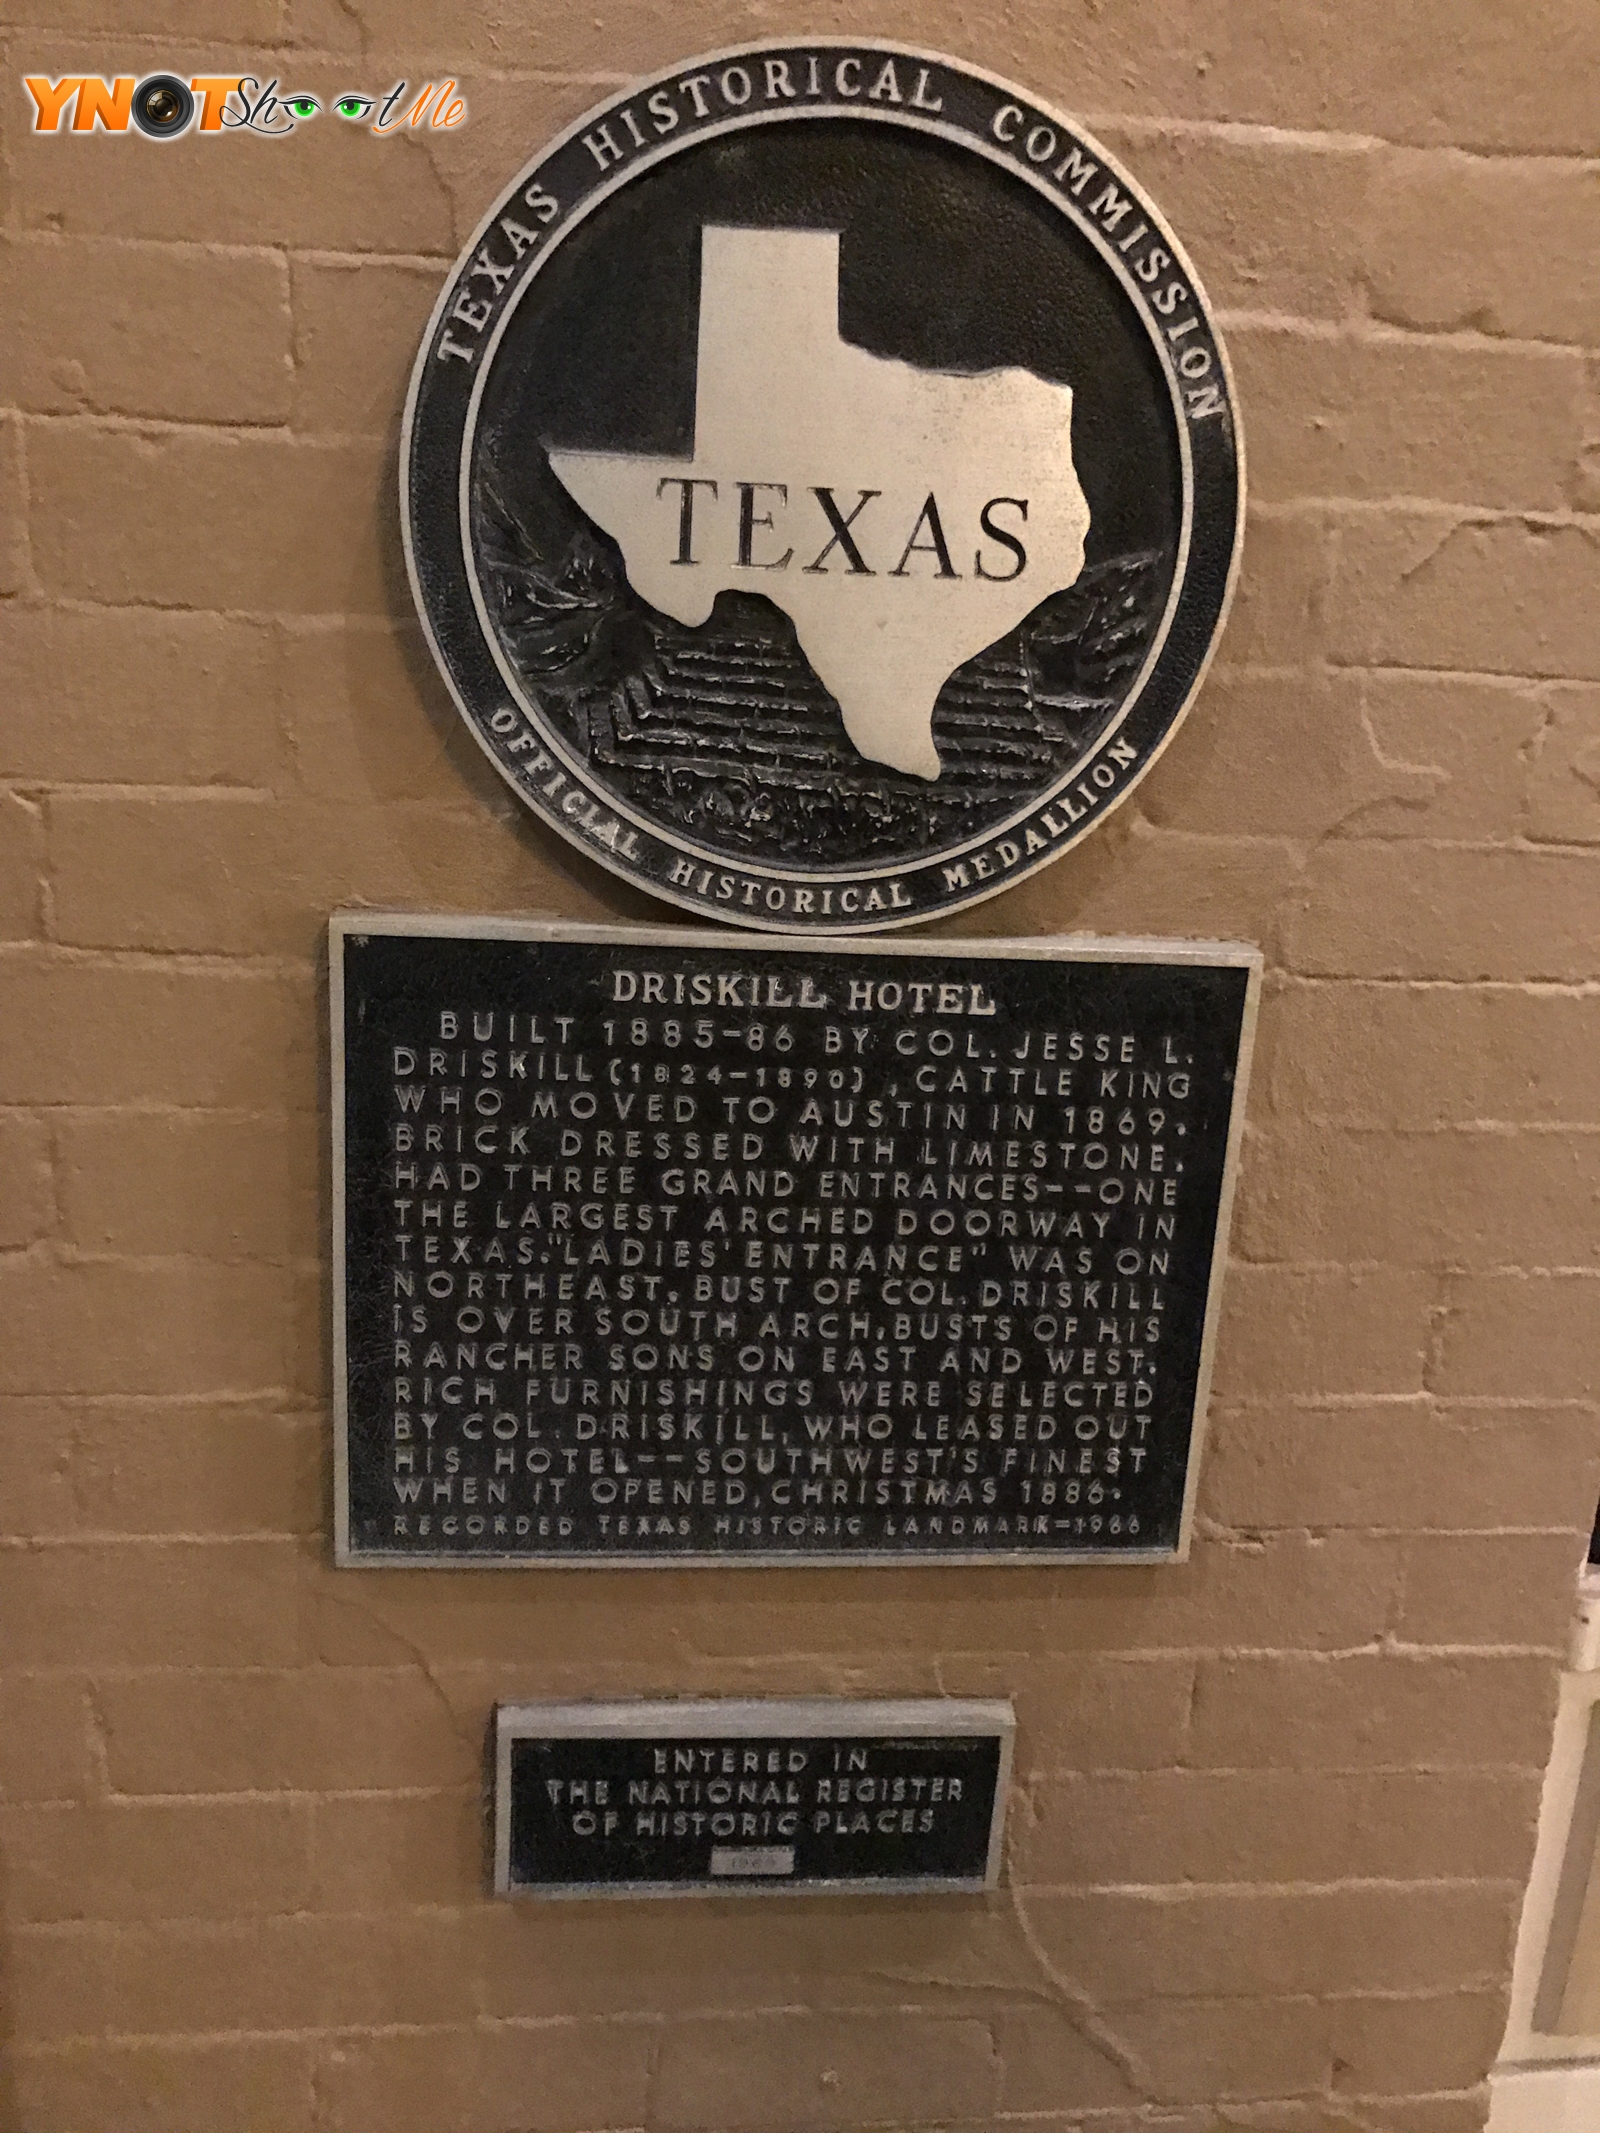 YNOT Shoot Me
TEXAS HISTORICAL COMMISSION
TEXAS
OFFICIAL HISTORICAL MEDALLION
DRISKILL HOTEL
BUILT 1885-86 BY COL. JESSE L.
DRISKILL (1824-1890), CATTLE KING
WHO MOVED TO AUSTIN IN 1869.
BRICK DRESSED WITH LIMESTONE.
HAD THREE GRAND ENTRANCES--ONE
THE LARGEST ARCHED DOORWAY IN
TEXAS. "LADIES' ENTRANCE" WAS ON
NORTHEAST. BUST OF COL. DRISKILL
IS OVER SOUTH ARCH, BUSTS OF HIS
RANCHER SONS ON EAST AND WEST.
RICH FURNISHINGS WERE SELECTED
BY COL. DRISKILL, WHO LEASED OUT
HIS HOTEL--SOUTHWEST'S FINEST
WHEN IT OPENED, CHRISTMAS 1886.
RECORDED TEXAS HISTORIC LANDMARK-1966
ENTERED IN
THE NATIONAL REGISTER
OF HISTORIC PLACES